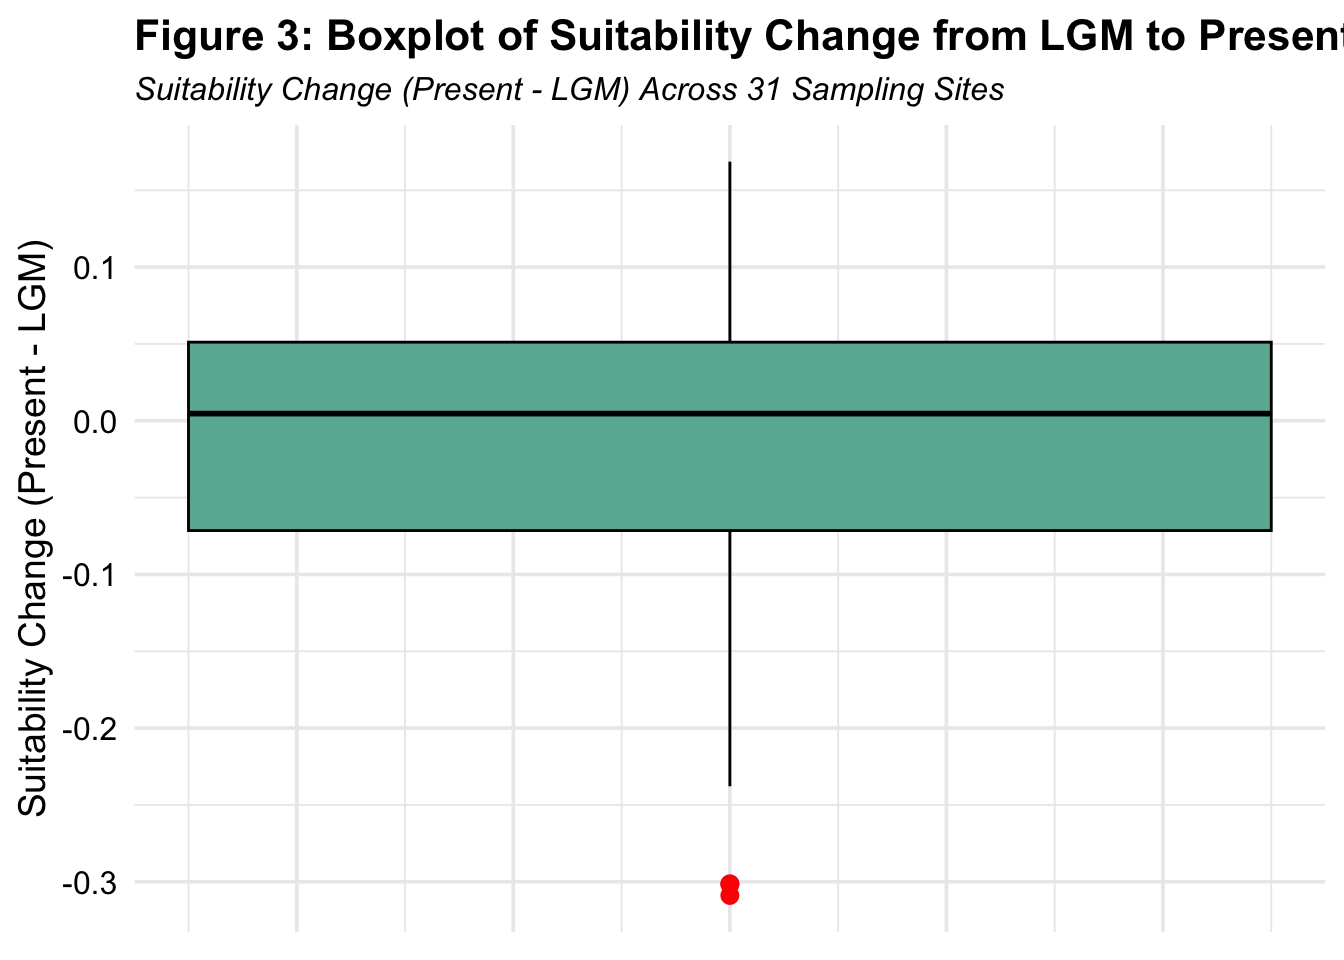 Figure 3: Boxplot of Suitability Change from LGM to Present
Suitability Change (Present - LGM) Across 31 Sampling Sites
Suitability Change (Present - LGM)
0.1
0.0
-0.1
-0.2
-0.3